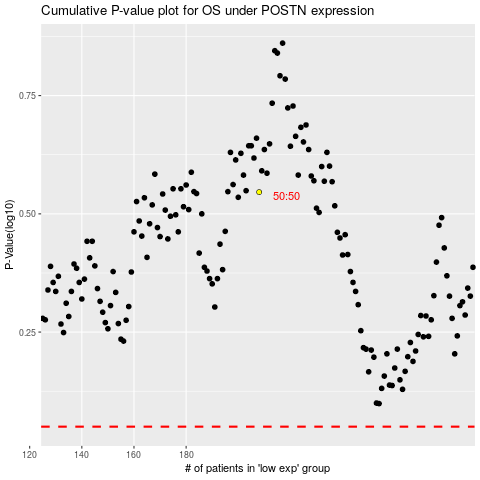 Cumulative P-value plot for OS under POSTN expression
P-Value(log10)
0.75
0.50
0.25
50:50
120 140 160 180
# of patients in 'low exp' group